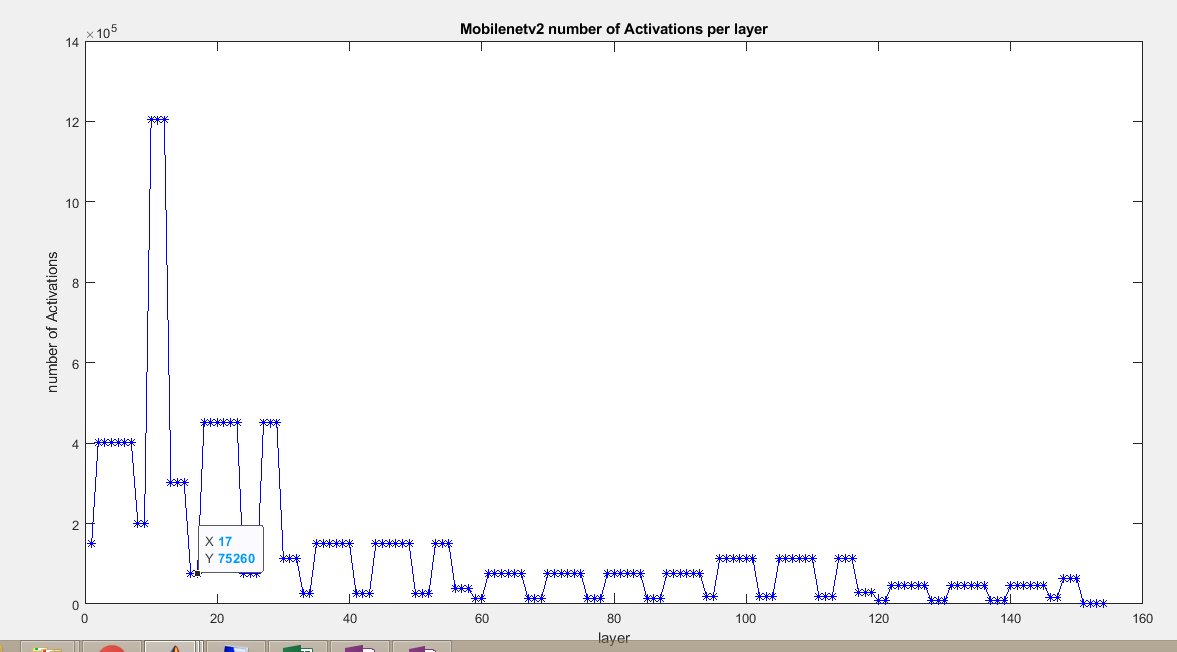 Mobilenetv2 number of Activations per layer
×10^5
14
12
10
8
6
4
2
0
number of Activations
X 17
Y 75260
0 20 40 60 80 100 120 140 160
layer